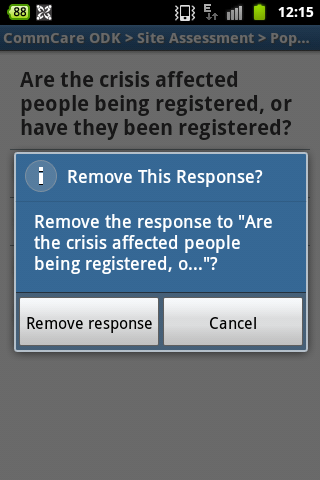 88
12:15
CommCare ODK > Site Assessment > Pop...
Are the crisis affected
people being registered, or
have they been registered?
Remove This Response?
Remove the response to "Are
the crisis affected people
being registered, o..."?
Remove response Cancel